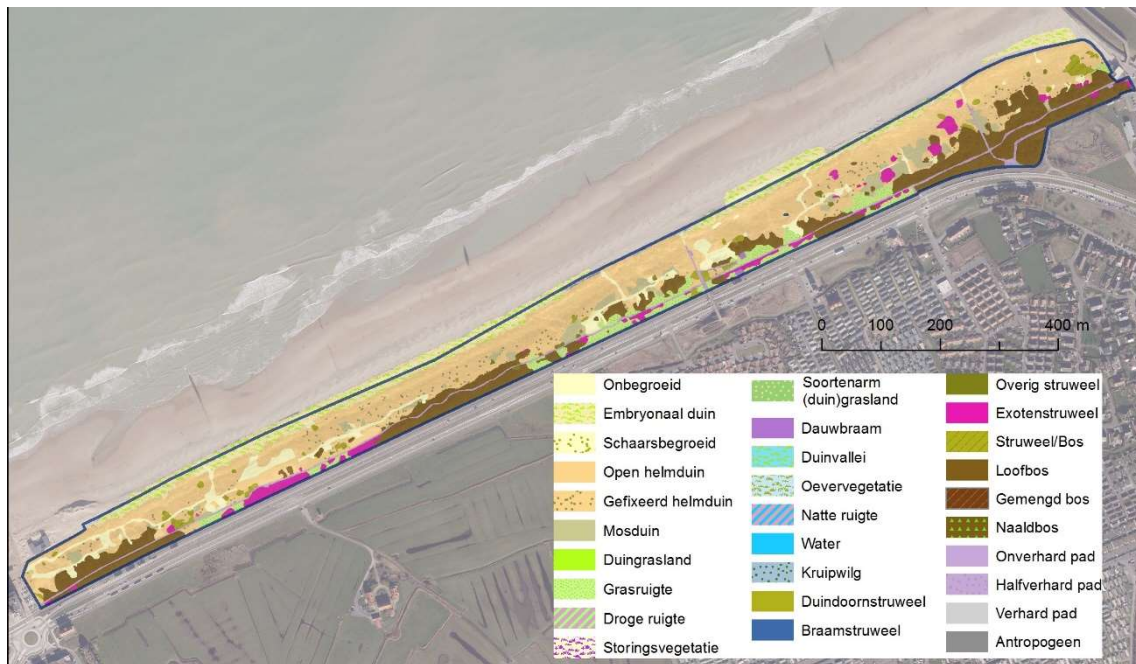 0 100 200 400 m
Onbegroeid
Embryonaal duin
Schaarsbegroeid
Open helmduin
Gefixeerd helmduin
Mosduin
Duingrasland
Grasruigte
Droge ruigte
Storingsvegetatie
Soortenarm
(duin)grasland
Dauwbraam
Duinvallei
Oevervegetatie
Natte ruigte
Water
Kruipwilg
Duindoornstruweel
Braamstruweel
Overig struweel
Exotenstruweel
Struweel/Bos
Loofbos
Gemengd bos
Naaldbos
Onverhard pad
Halfverhard pad
Verhard pad
Antropogeen